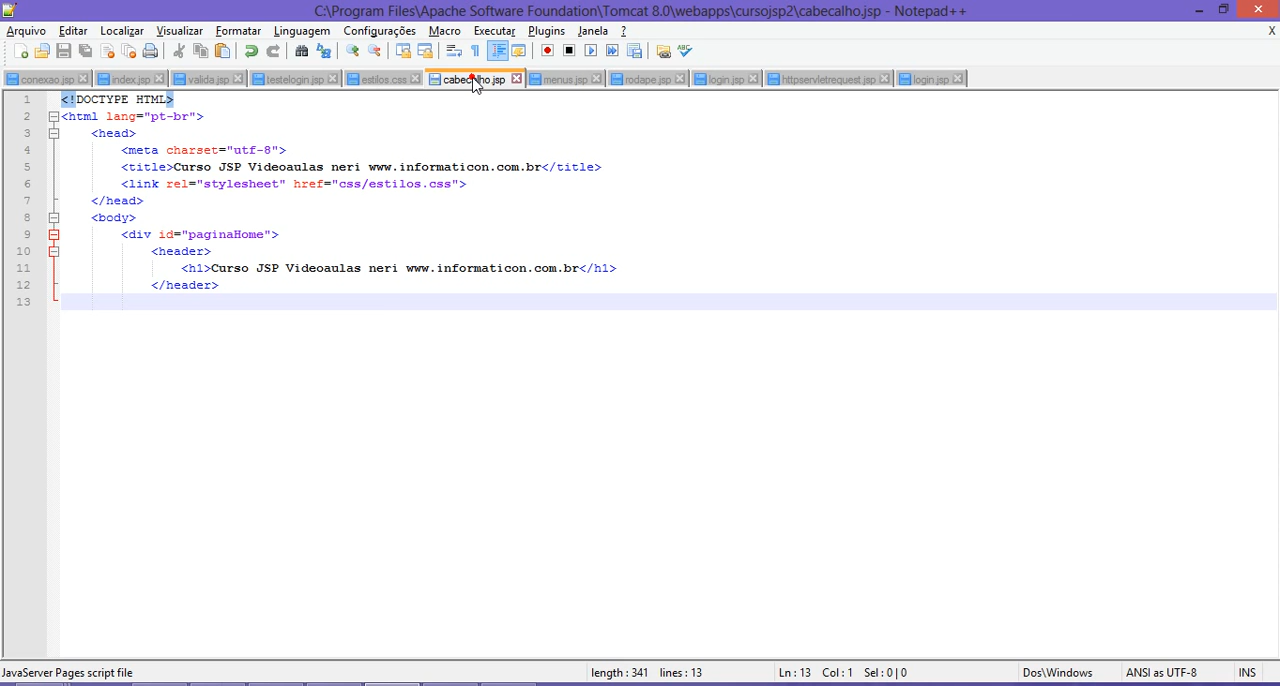 C:\Program Files\Apache Software Foundation\Tomcat 8.0\webapps\cursojsp2\cabecalho.jsp - Notepad++
Arquivo Editar Localizar Visualizar Formatar Linguagem Configurações Macro Executar Plugins Janela ? X
conexao.jsp index.jsp valida.jsp testelogin.jsp estilos.css cabecalho.jsp menus.jsp rodape.jsp login.jsp httpservletrequest.jsp login.jsp
1 <!DOCTYPE HTML>
2 <html lang="pt-br">
3 <head>
4 <meta charset="utf-8">
5 <title>Curso JSP Videoaulas neri www.informaticon.com.br</title>
6 <link rel="stylesheet" href="css/estilos.css">
7 </head>
8 <body>
9 <div id="paginaHome">
10 <header>
11 <h1>Curso JSP Videoaulas neri www.informaticon.com.br</h1>
12 </header>
13
JavaServer Pages script file length : 341 lines : 13 Ln : 13 Col : 1 Sel : 0 | 0 Dos\Windows ANSI as UTF-8 INS